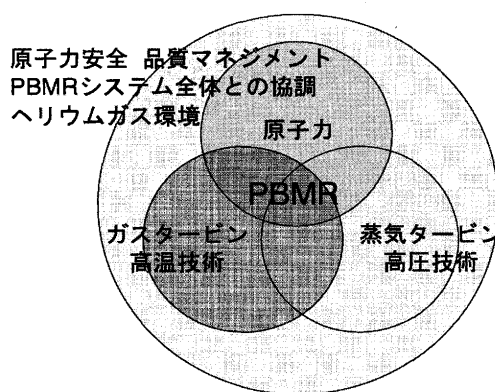 原子力安全 品質マネジメント
PBMRシステム全体との協調
ヘリウムガス環境
原子力
PBMR
ガスタービン
高温技術
蒸気タービン
高圧技術